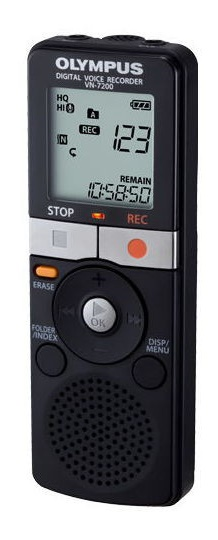 OLYMPUS
DIGITAL VOICE RECORDER
VN-7200
HQ
HI
A
REC
123
IN
REMAIN
10:58:50
STOP
REC
ERASE
+
OK
−
FOLDER
/INDEX
DISP/
MENU